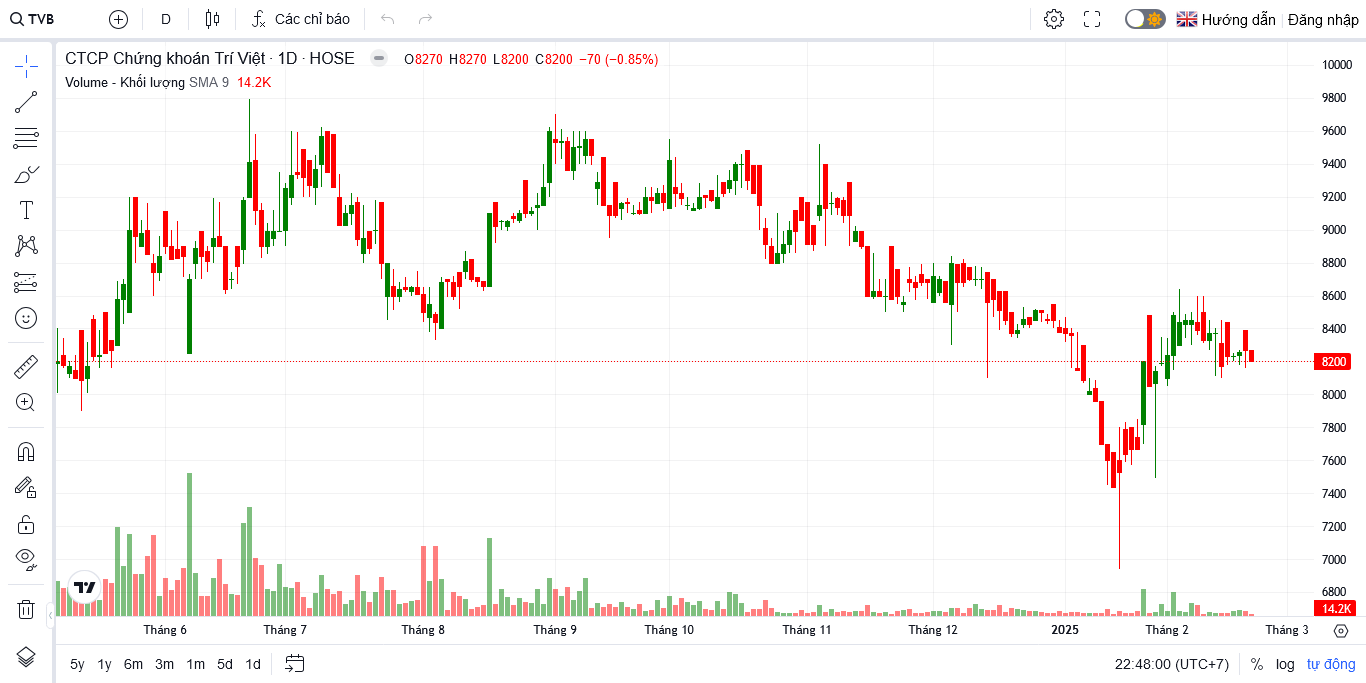 TVB D Các chỉ báo Hướng dẫn Đăng nhập
CTCP Chứng khoán Trí Việt · 1D · HOSE O8270 H8270 L8200 C8200 −70 (−0.85%)
Volume - Khối lượng SMA 9 14.2K
10000
9800
9600
9400
9200
9000
8800
8600
8400
8200
8000
7800
7600
7400
7200
7000
6800
14.2K
Tháng 6 Tháng 7 Tháng 8 Tháng 9 Tháng 10 Tháng 11 Tháng 12 2025 Tháng 2 Tháng 3
5y 1y 6m 3m 1m 5d 1d 22:48:00 (UTC+7) % log tự động